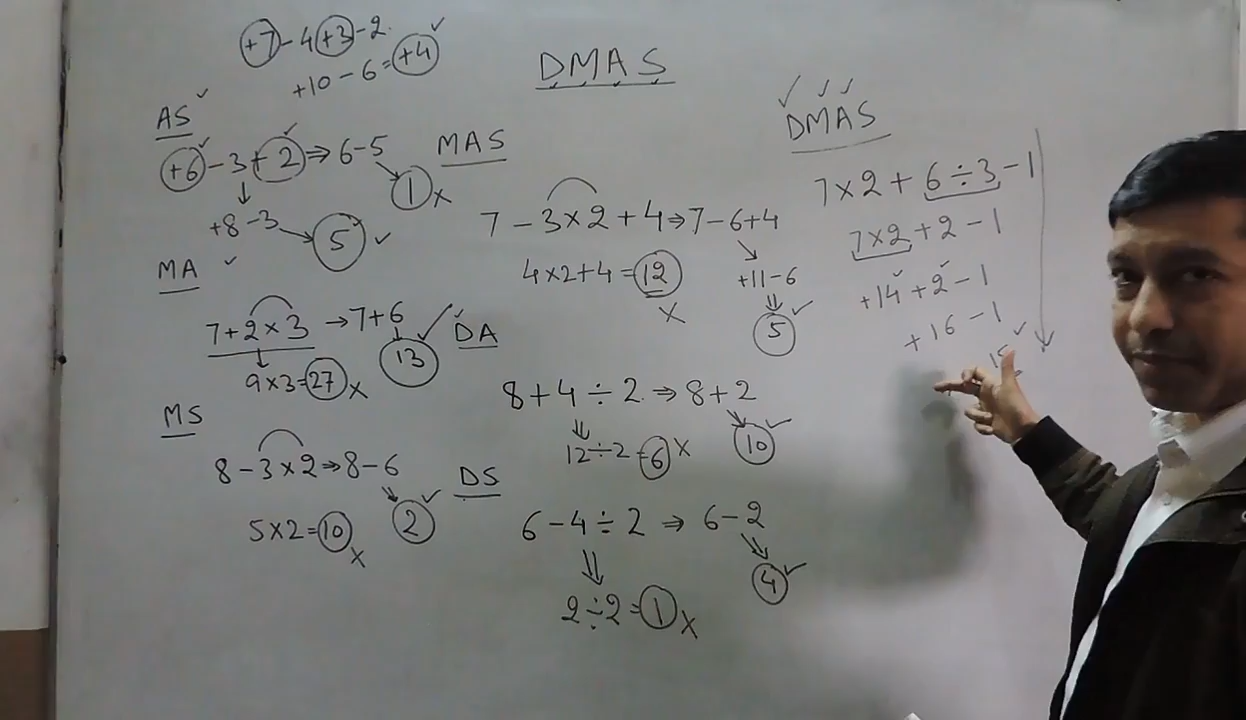 +7-4+3-2
+10-6=+4 ✓
DMAS
AS ✓
+6-3+2⇒6-5
1 x
+8-3→5 ✓
MA ✓
7+2×3→7+6
13 ✓
9×3=27 x
MS
8-3×2→8-6
2 ✓
5×2=10 x
MAS
7-3×2+4⇒7-6+4
4×2+4=12
x
+11-6
5 ✓
DA
8+4÷2⇒8+2
10 ✓
12÷2=6 x
DS
6-4÷2⇒6-2
4 ✓
2÷2=1 x
✓ ✓ ✓
DMAS
7×2+6÷3-1
7×2+2-1
+14+2-1
+16-1
15 ✓